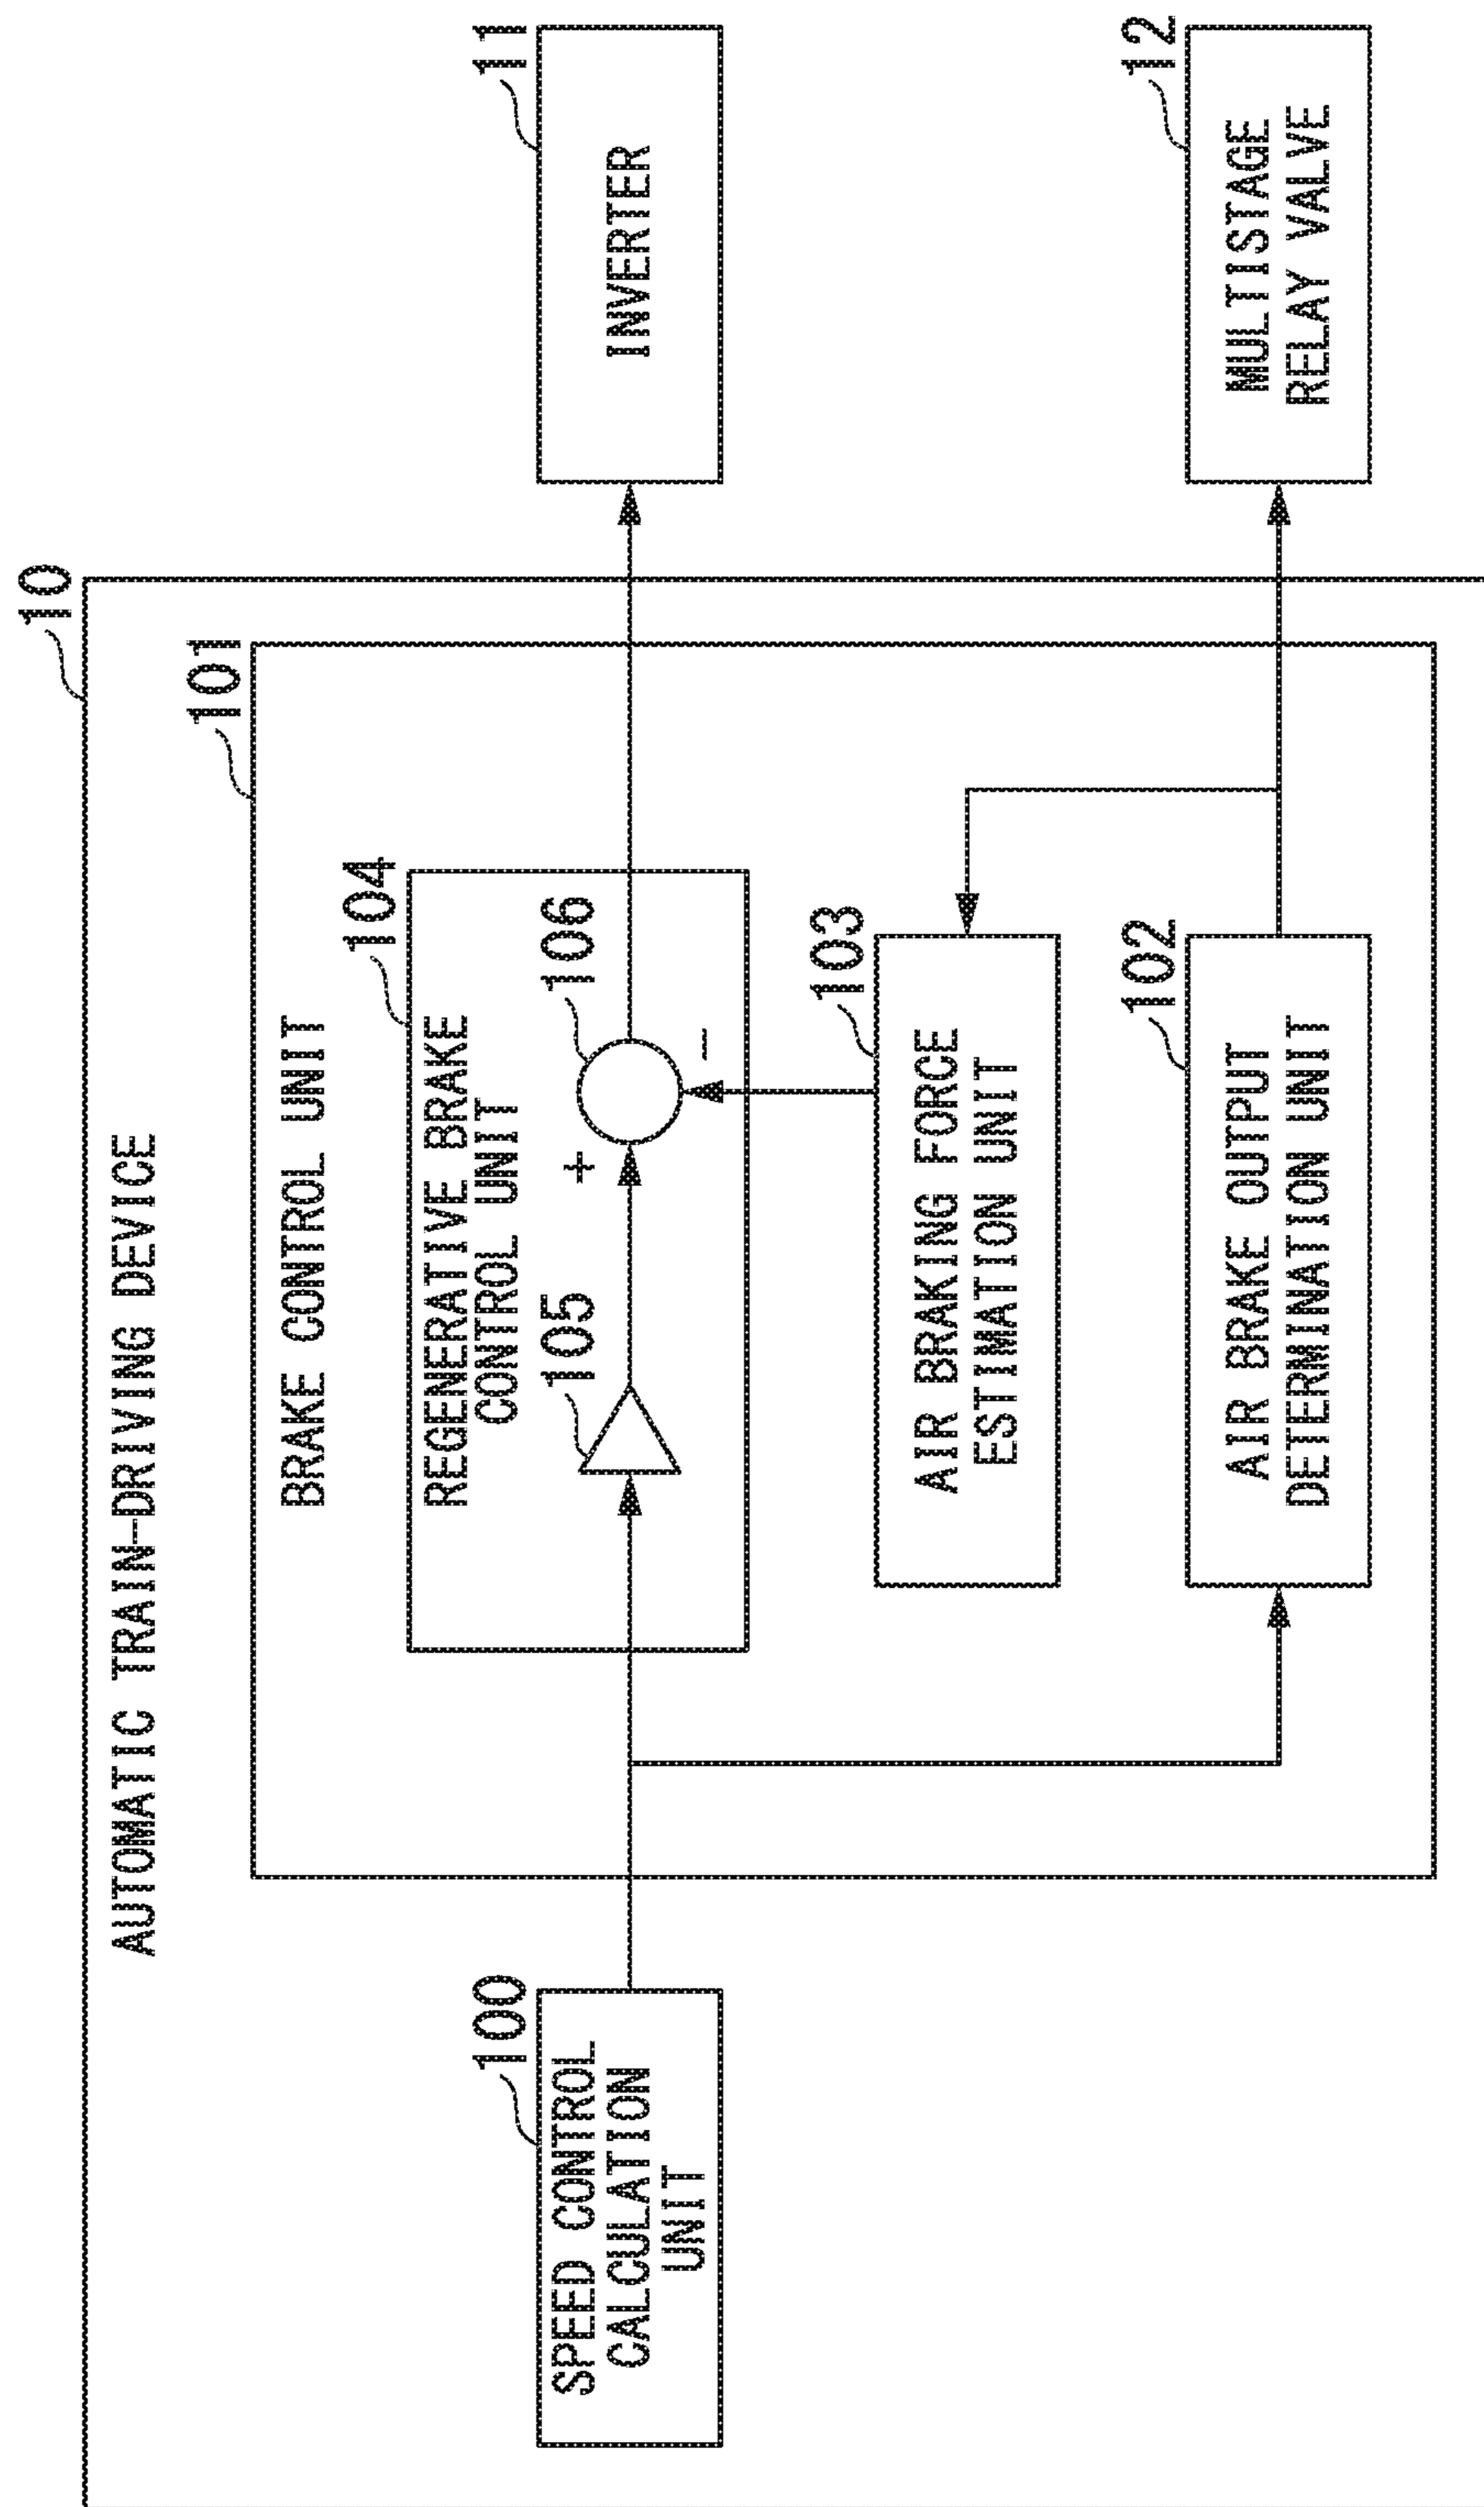 10
AUTOMATIC TRAIN-DRIVING DEVICE
101
BRAKE CONTROL UNIT
104
REGENERATIVE BRAKE
CONTROL UNIT
100
SPEED CONTROL
CALCULATION
UNIT
105
+
106
-
11
INVERTER
103
AIR BRAKING FORCE
ESTIMATION UNIT
102
AIR BRAKE OUTPUT
DETERMINATION UNIT
12
MULTISTAGE
RELAY VALVE